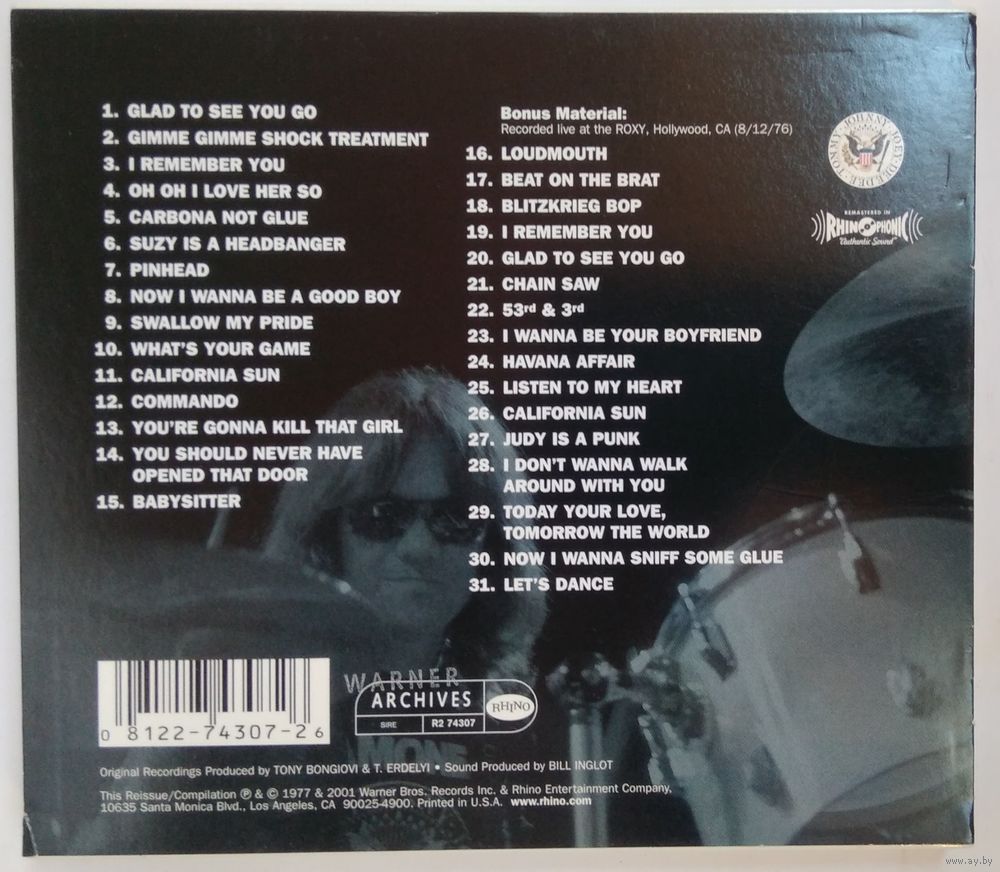 1. GLAD TO SEE YOU GO
2. GIMME GIMME SHOCK TREATMENT
3. I REMEMBER YOU
4. OH OH I LOVE HER SO
5. CARBONA NOT GLUE
6. SUZY IS A HEADBANGER
7. PINHEAD
8. NOW I WANNA BE A GOOD BOY
9. SWALLOW MY PRIDE
10. WHAT'S YOUR GAME
11. CALIFORNIA SUN
12. COMMANDO
13. YOU'RE GONNA KILL THAT GIRL
14. YOU SHOULD NEVER HAVE
OPENED THAT DOOR
15. BABYSITTER
Bonus Material:
Recorded live at the ROXY, Hollywood, CA (8/12/76)
16. LOUDMOUTH
17. BEAT ON THE BRAT
18. BLITZKRIEG BOP
19. I REMEMBER YOU
20. GLAD TO SEE YOU GO
21. CHAIN SAW
22. 53rd & 3rd
23. I WANNA BE YOUR BOYFRIEND
24. HAVANA AFFAIR
25. LISTEN TO MY HEART
26. CALIFORNIA SUN
27. JUDY IS A PUNK
28. I DON'T WANNA WALK
AROUND WITH YOU
29. TODAY YOUR LOVE,
TOMORROW THE WORLD
30. NOW I WANNA SNIFF SOME GLUE
31. LET'S DANCE
JOHNNY · JOEY · DEE DEE · TOMMY
REMASTERED IN
RHINOPHONIC
"Authentic Sound"
0 8122-74307-2 6
WARNER
ARCHIVES
SIRE R2 74307
RHINO
MONE
Original Recordings Produced by TONY BONGIOVI & T. ERDELYI • Sound Produced by BILL INGLOT
This Reissue/Compilation ℗ & © 1977 & 2001 Warner Bros. Records Inc. & Rhino Entertainment Company,
10635 Santa Monica Blvd., Los Angeles, CA 90025-4900. Printed in U.S.A. www.rhino.com
www.ay.by